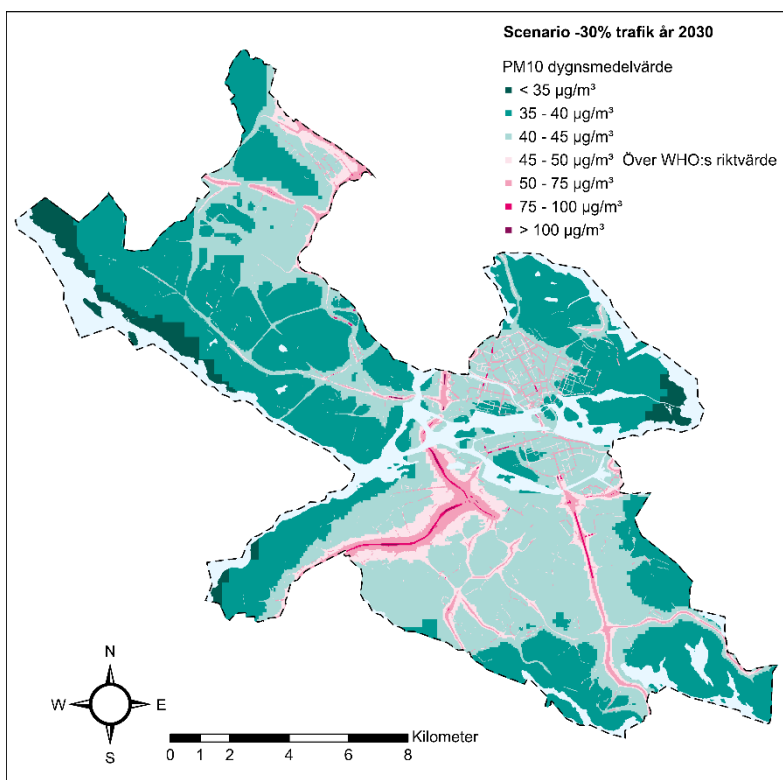 Scenario -30% trafik år 2030
PM10 dygnsmedelvärde
< 35 µg/m³
35 - 40 µg/m³
40 - 45 µg/m³
45 - 50 µg/m³ Över WHO:s riktvärde
50 - 75 µg/m³
75 - 100 µg/m³
> 100 µg/m³
N
W E
S
Kilometer
0 1 2 4 6 8